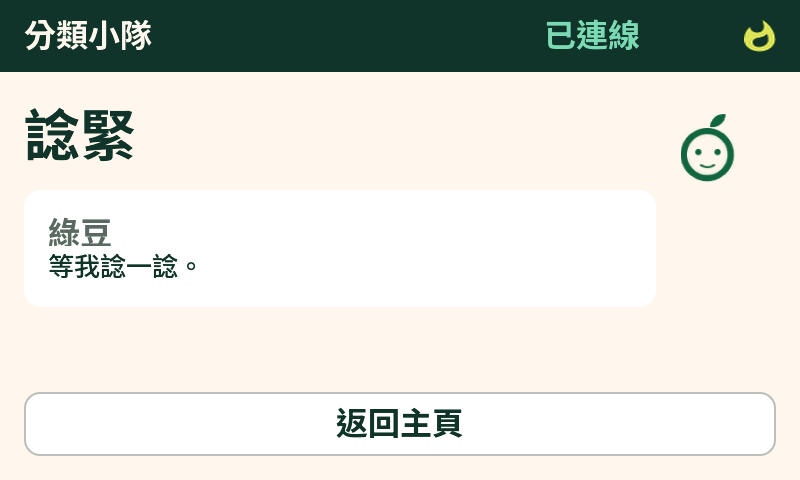 分類小隊
已連線
諗緊
綠豆
等我諗一諗。
返回主頁